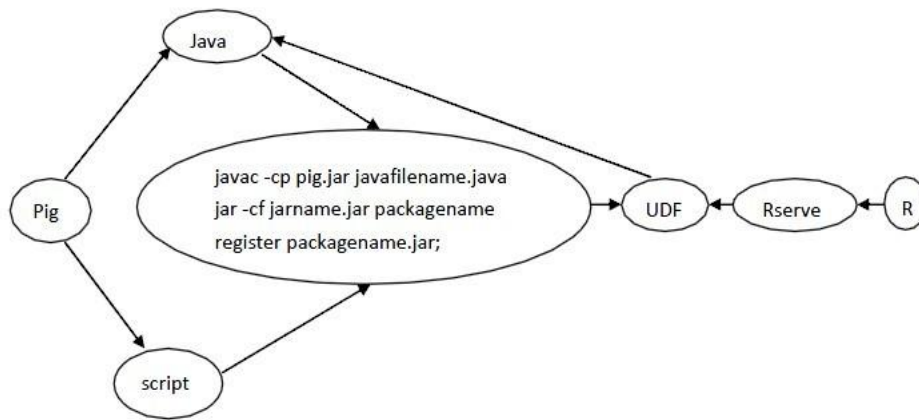 Java
javac -cp pig.jar javafilename.java
jar -cf jarname.jar packagename
register packagename.jar;
Pig
UDF
Rserve
R
script